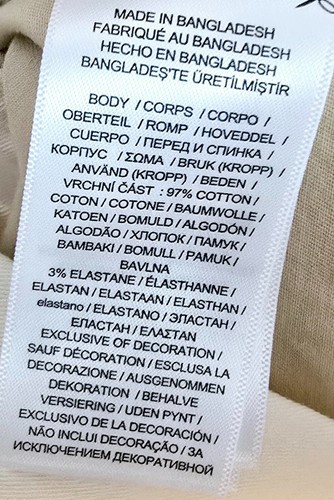 MADE IN BANGLADESH
FABRIQUÉ AU BANGLADESH
HECHO EN BANGLADESH
BANGLADEŞ'TE ÜRETİLMİŞTİR
BODY / CORPS / CORPO /
OBERTEIL / ROMP / HOVEDDEL /
CUERPO / ПЕРЕД И СПИНКА /
КОРПУС / ΣΩΜΑ / BRUK (KROPP) /
ANVÄND (KROPP) / BEDEN /
VRCHNÍ ČÁST : 97% COTTON /
COTON / COTONE / BAUMWOLLE /
KATOEN / BOMULD / ALGODÓN /
ALGODÃO / ХЛОПОК / ПАМУК /
BAMBAKI / BOMULL / PAMUK /
BAVLNA
3% ELASTANE / ÉLASTHANNE /
ELASTAN / ELASTAAN / ELASTHAN /
elastano / ELASTANO / ЭЛАСТАН /
ЕЛАСТАН / ΕΛΑΣΤΑΝ
EXCLUSIVE OF DECORATION /
SAUF DÉCORATION / ESCLUSA LA
DECORAZIONE / AUSGENOMMEN
DEKORATION / BEHALVE
VERSIERING / UDEN PYNT /
EXCLUSIVO DE LA DECORACIÓN /
NÃO INCLUI DECORAÇÃO / ЗА
ИСКЛЮЧЕНИЕМ ДЕКОРАТИВНОЙ